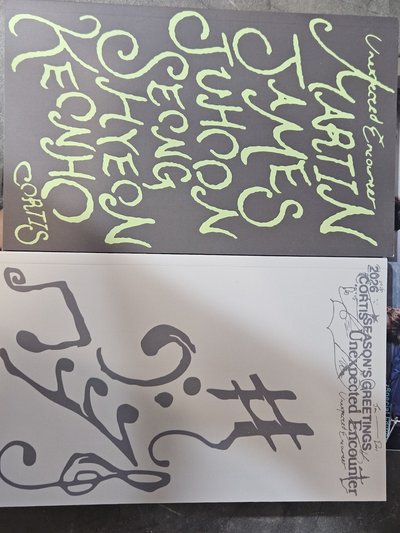 Unexpected Encounter
MARTIN
JAMES
JUHOON
SEONG
HYEON
KEONHO
CORTIS
2026
CORTIS SEASON'S GREETINGS
Unexpected Encounter
Unexpected Encounter